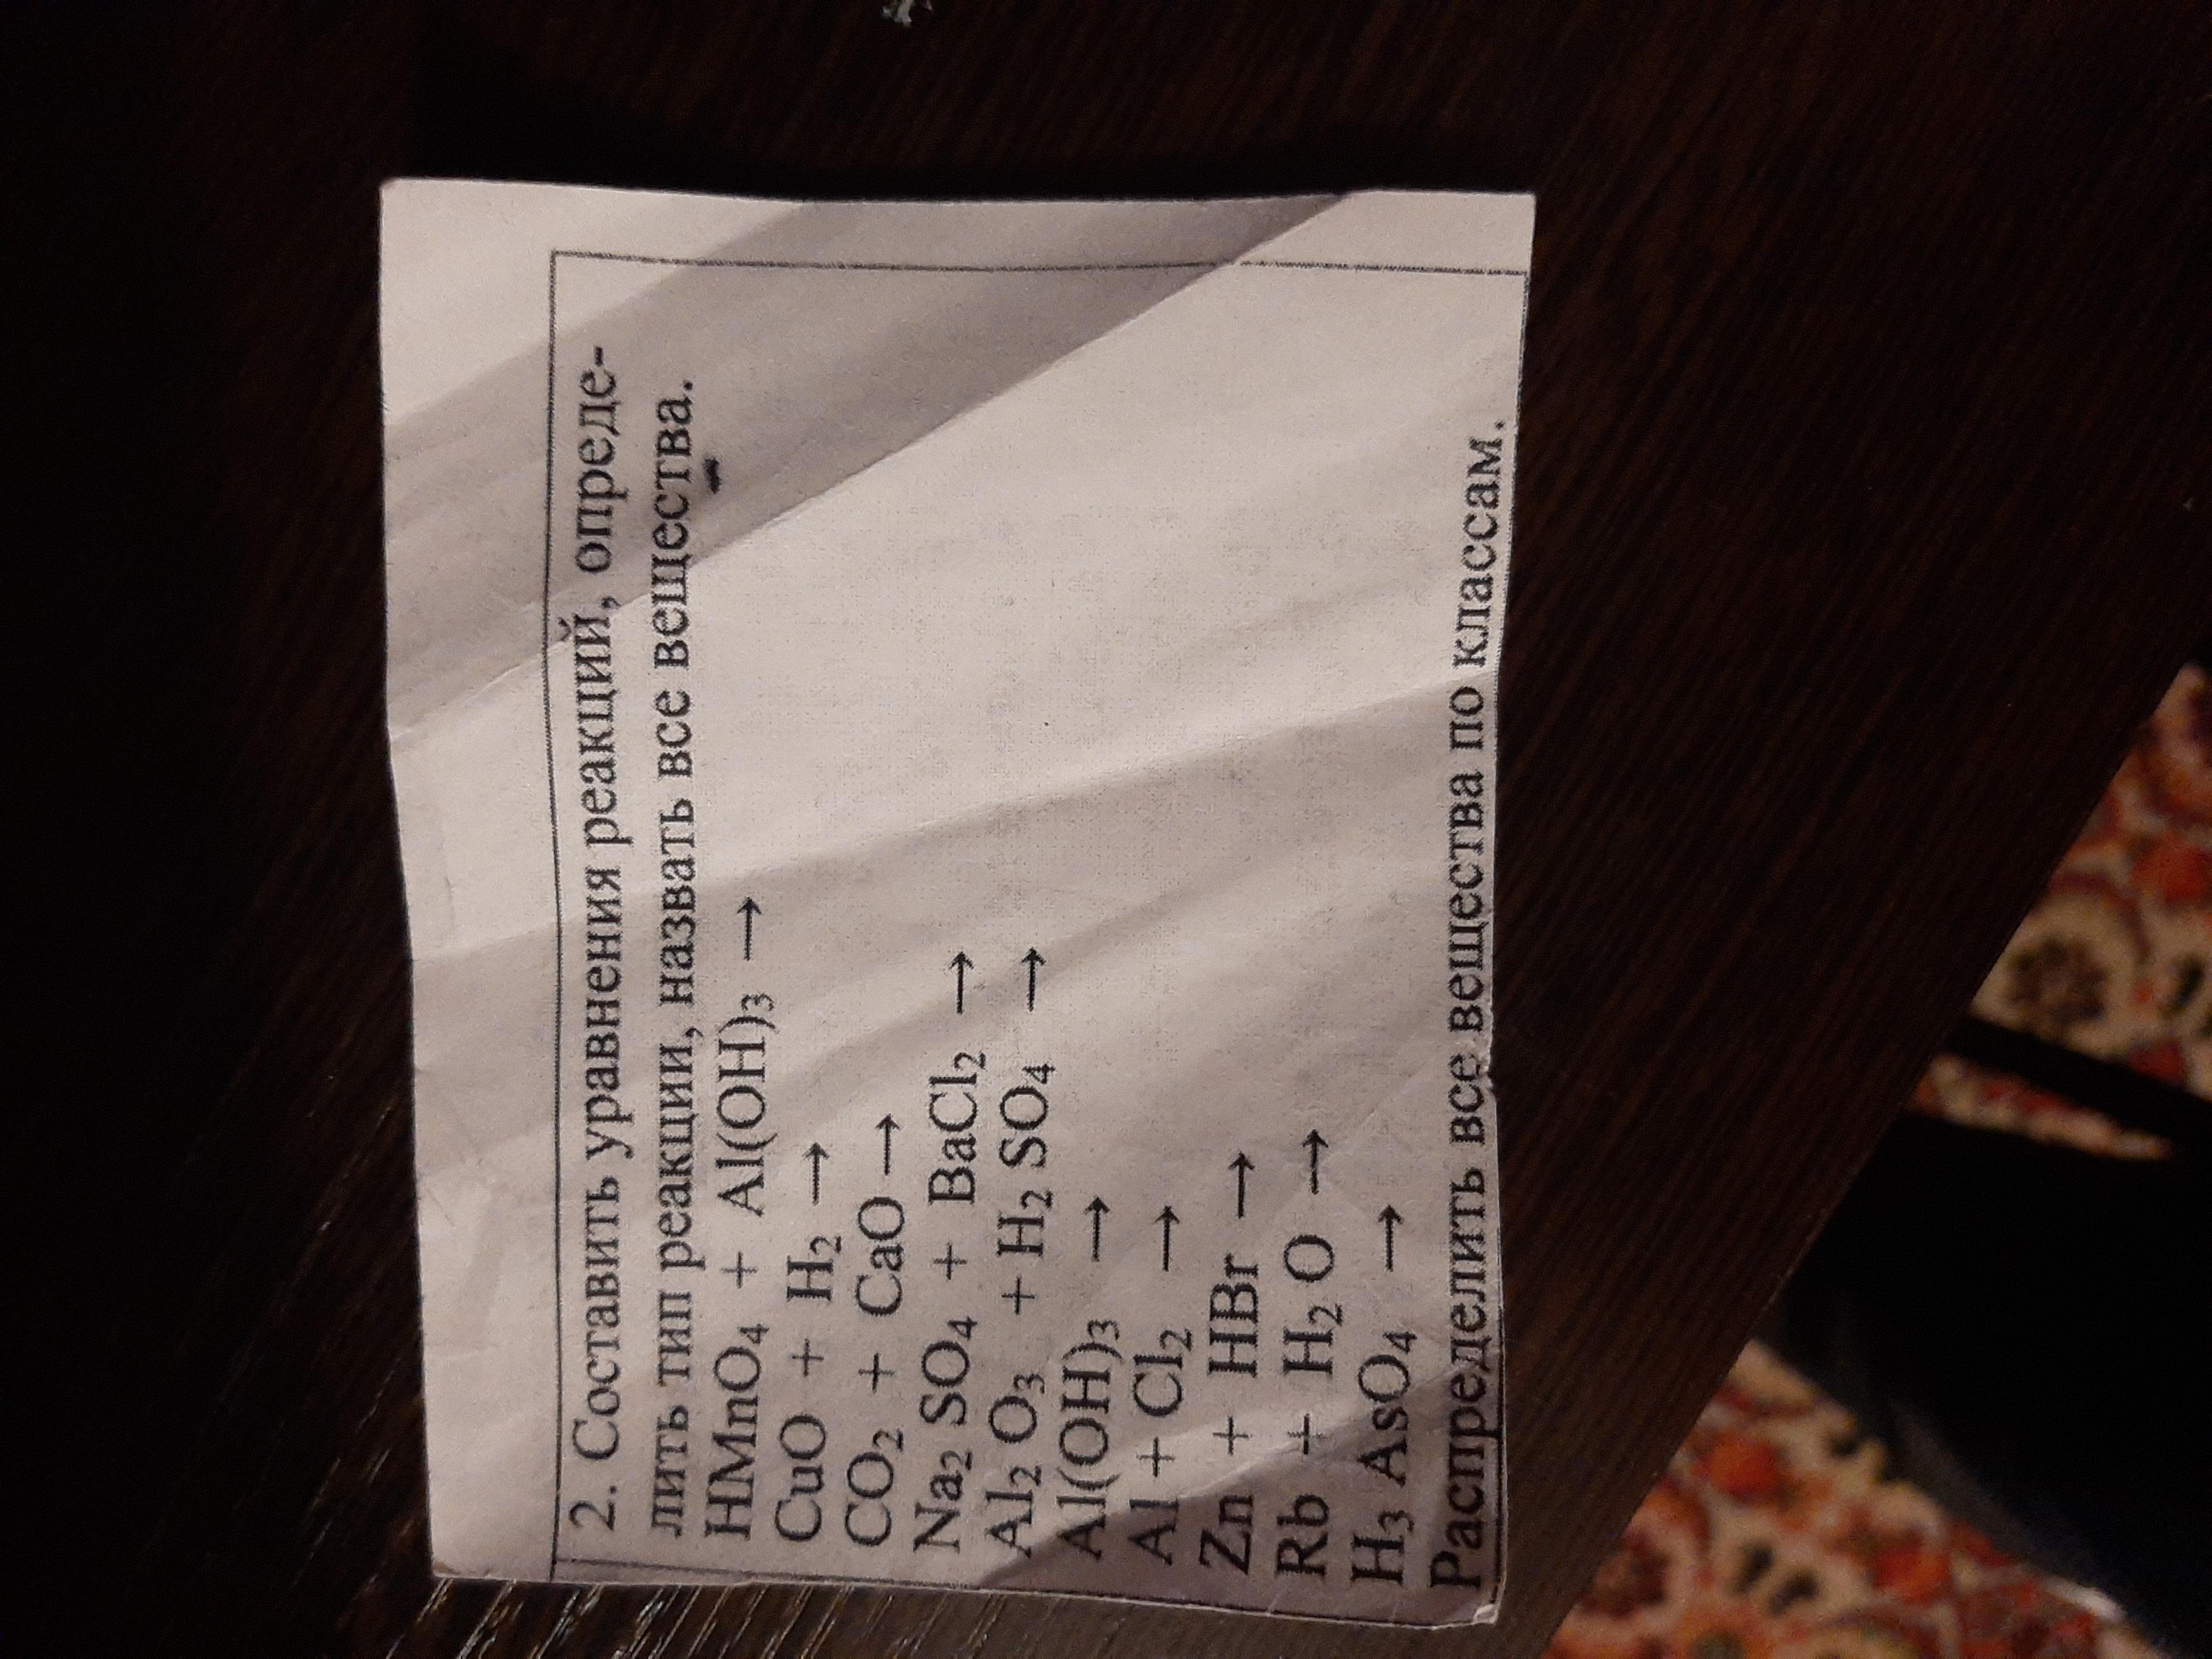 2. Составить уравнения реакций, опреде-
лить тип реакции, назвать все вещества.
HMnO₄ + Al(OH)₃ →
CuO + H₂ →
CO₂ + CaO →
Na₂ SO₄ + BaCl₂ →
Al₂ O₃ + H₂ SO₄ →
Al(OH)₃ →
Al + Cl₂ →
Zn + HBr →
Rb + H₂ O →
H₃ AsO₄ →
Распределить все вещества по классам.